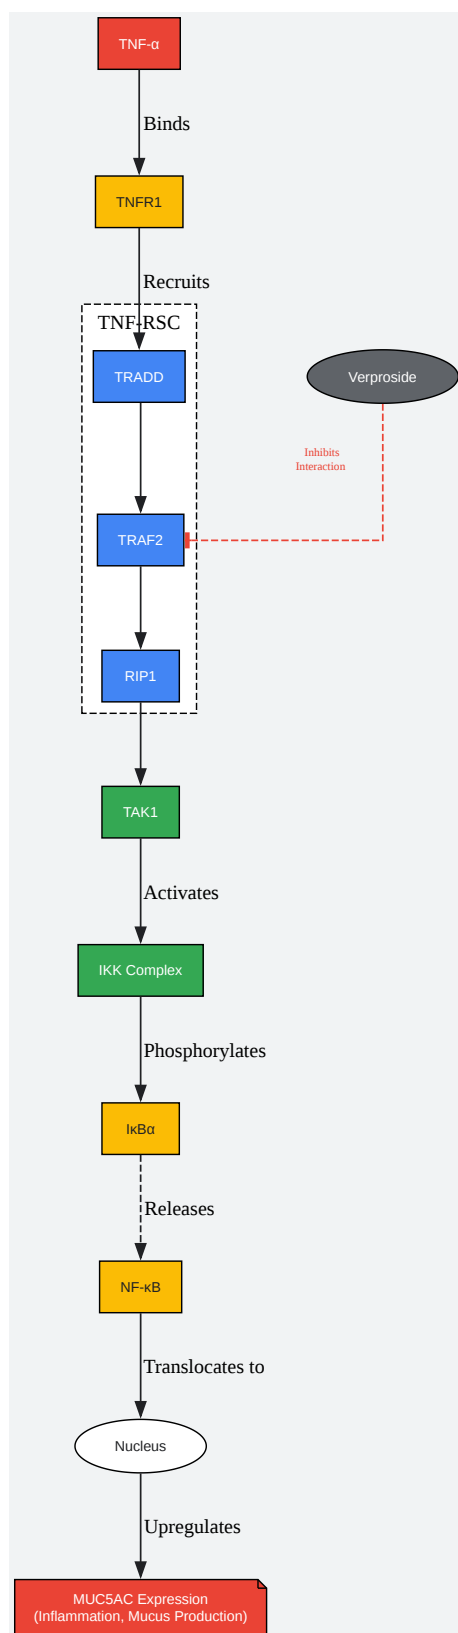 TNF-α
Binds
TNFR1
Recruits
TNF-RSC
TRADD
Verproside
Inhibits
Interaction
TRAF2
RIP1
TAK1
Activates
IKK Complex
Phosphorylates
IκBα
Releases
NF-κB
Translocates to
Nucleus
Upregulates
MUC5AC Expression
(Inflammation, Mucus Production)